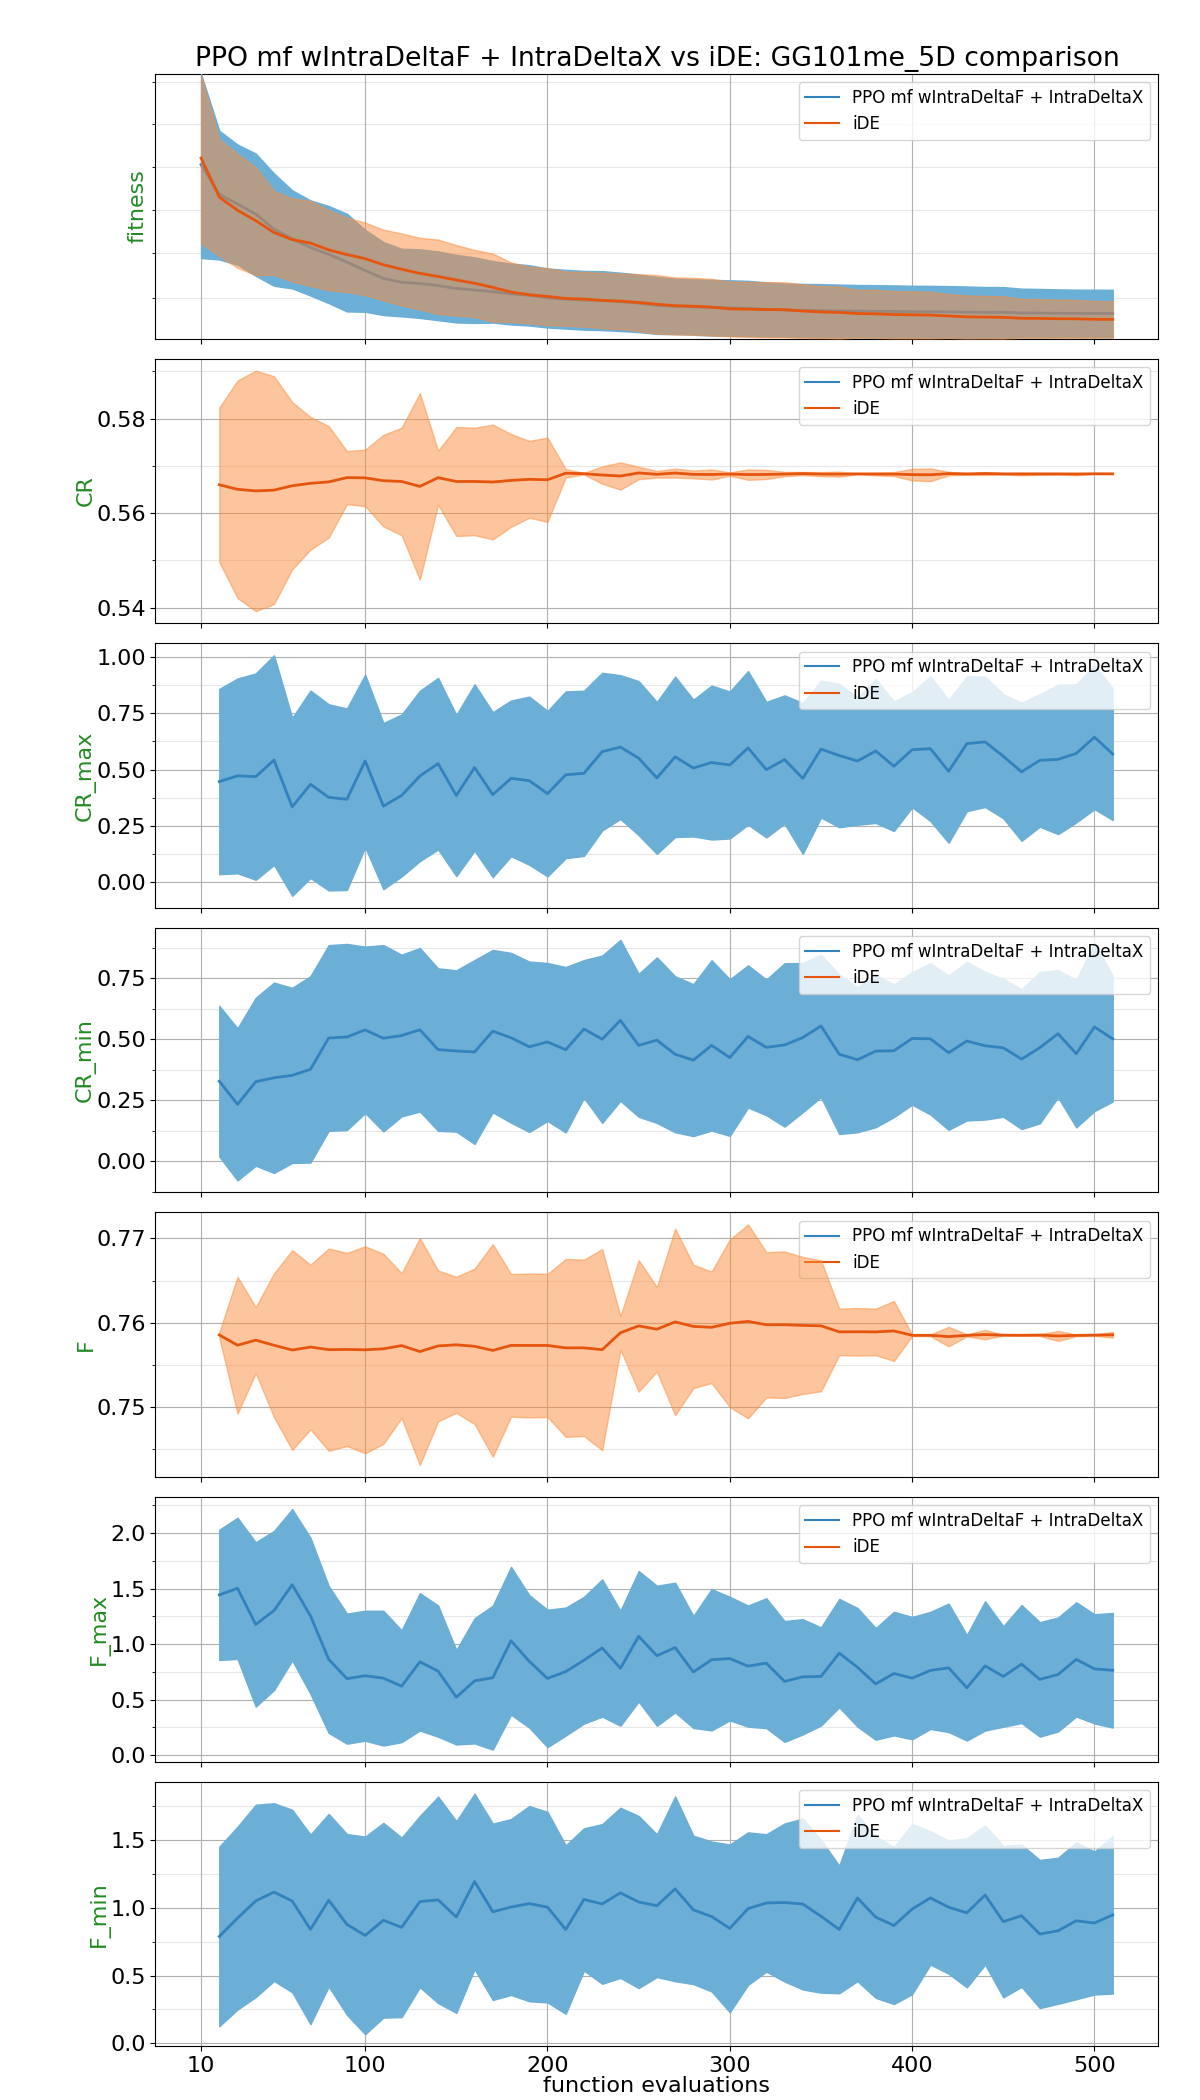 PPO mf wIntraDeltaF + IntraDeltaX vs iDE: GG101me_5D comparison
fitness
PPO mf wIntraDeltaF + IntraDeltaX
iDE
CR
0.58
0.56
0.54
PPO mf wIntraDeltaF + IntraDeltaX
iDE
CR_max
1.00
0.75
0.50
0.25
0.00
PPO mf wIntraDeltaF + IntraDeltaX
iDE
CR_min
0.75
0.50
0.25
0.00
PPO mf wIntraDeltaF + IntraDeltaX
iDE
F
0.77
0.76
0.75
PPO mf wIntraDeltaF + IntraDeltaX
iDE
F_max
2.0
1.5
1.0
0.5
0.0
PPO mf wIntraDeltaF + IntraDeltaX
iDE
F_min
1.5
1.0
0.5
0.0
PPO mf wIntraDeltaF + IntraDeltaX
iDE
10 100 200 300 400 500
function evaluations